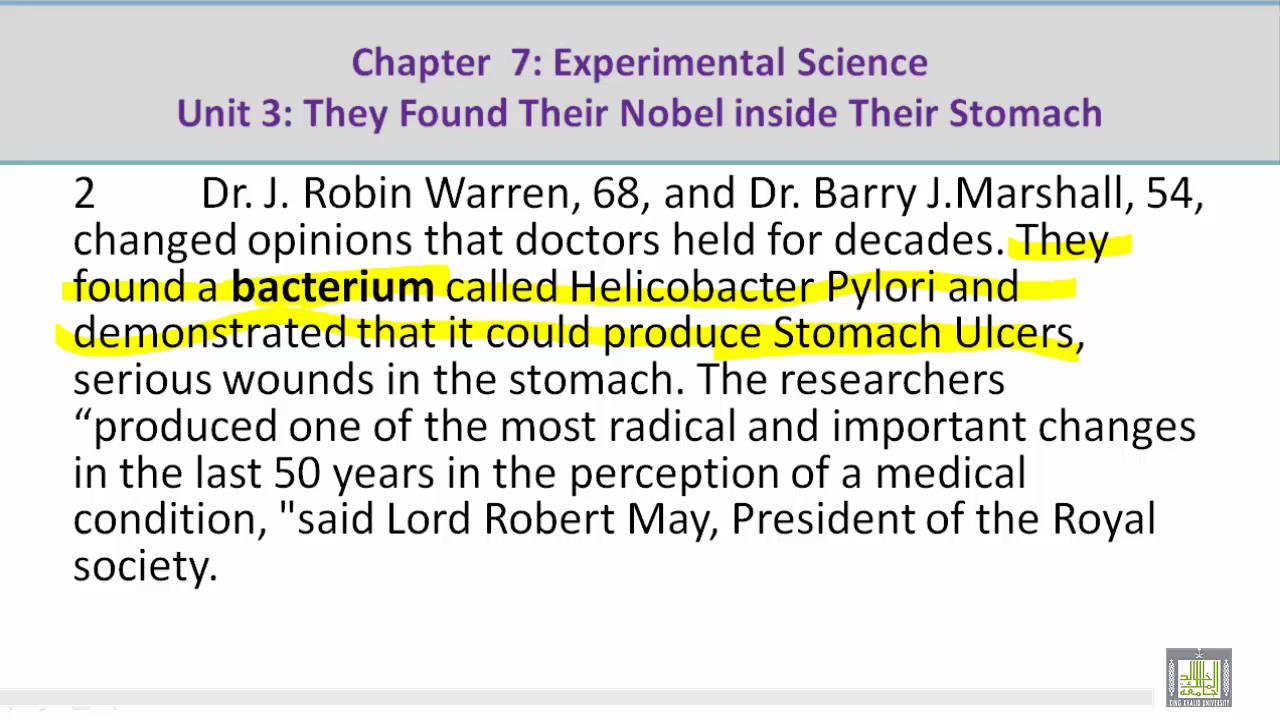 Chapter 7: Experimental Science
Unit 3: They Found Their Nobel inside Their Stomach
2 Dr. J. Robin Warren, 68, and Dr. Barry J.Marshall, 54,
changed opinions that doctors held for decades. They
found a bacterium called Helicobacter Pylori and
demonstrated that it could produce Stomach Ulcers,
serious wounds in the stomach. The researchers
“produced one of the most radical and important changes
in the last 50 years in the perception of a medical
condition, "said Lord Robert May, President of the Royal
society.
KING KHALID UNIVERSITY